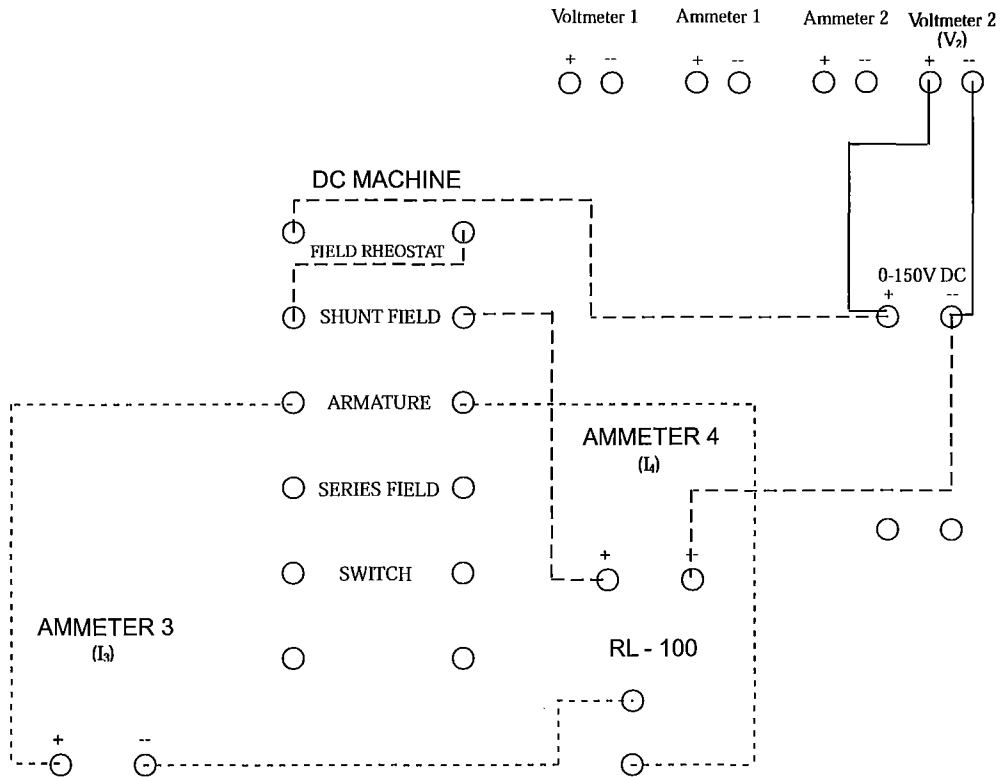 Voltmeter 1 Ammeter 1 Ammeter 2 Voltmeter 2
(V₂)
+ -- + -- + -- + --
DC MACHINE
FIELD RHEOSTAT
0-150V DC
+ --
SHUNT FIELD
ARMATURE
AMMETER 4
(I₄)
SERIES FIELD
+ --
SWITCH
AMMETER 3
(I₃)
RL - 100
+ --